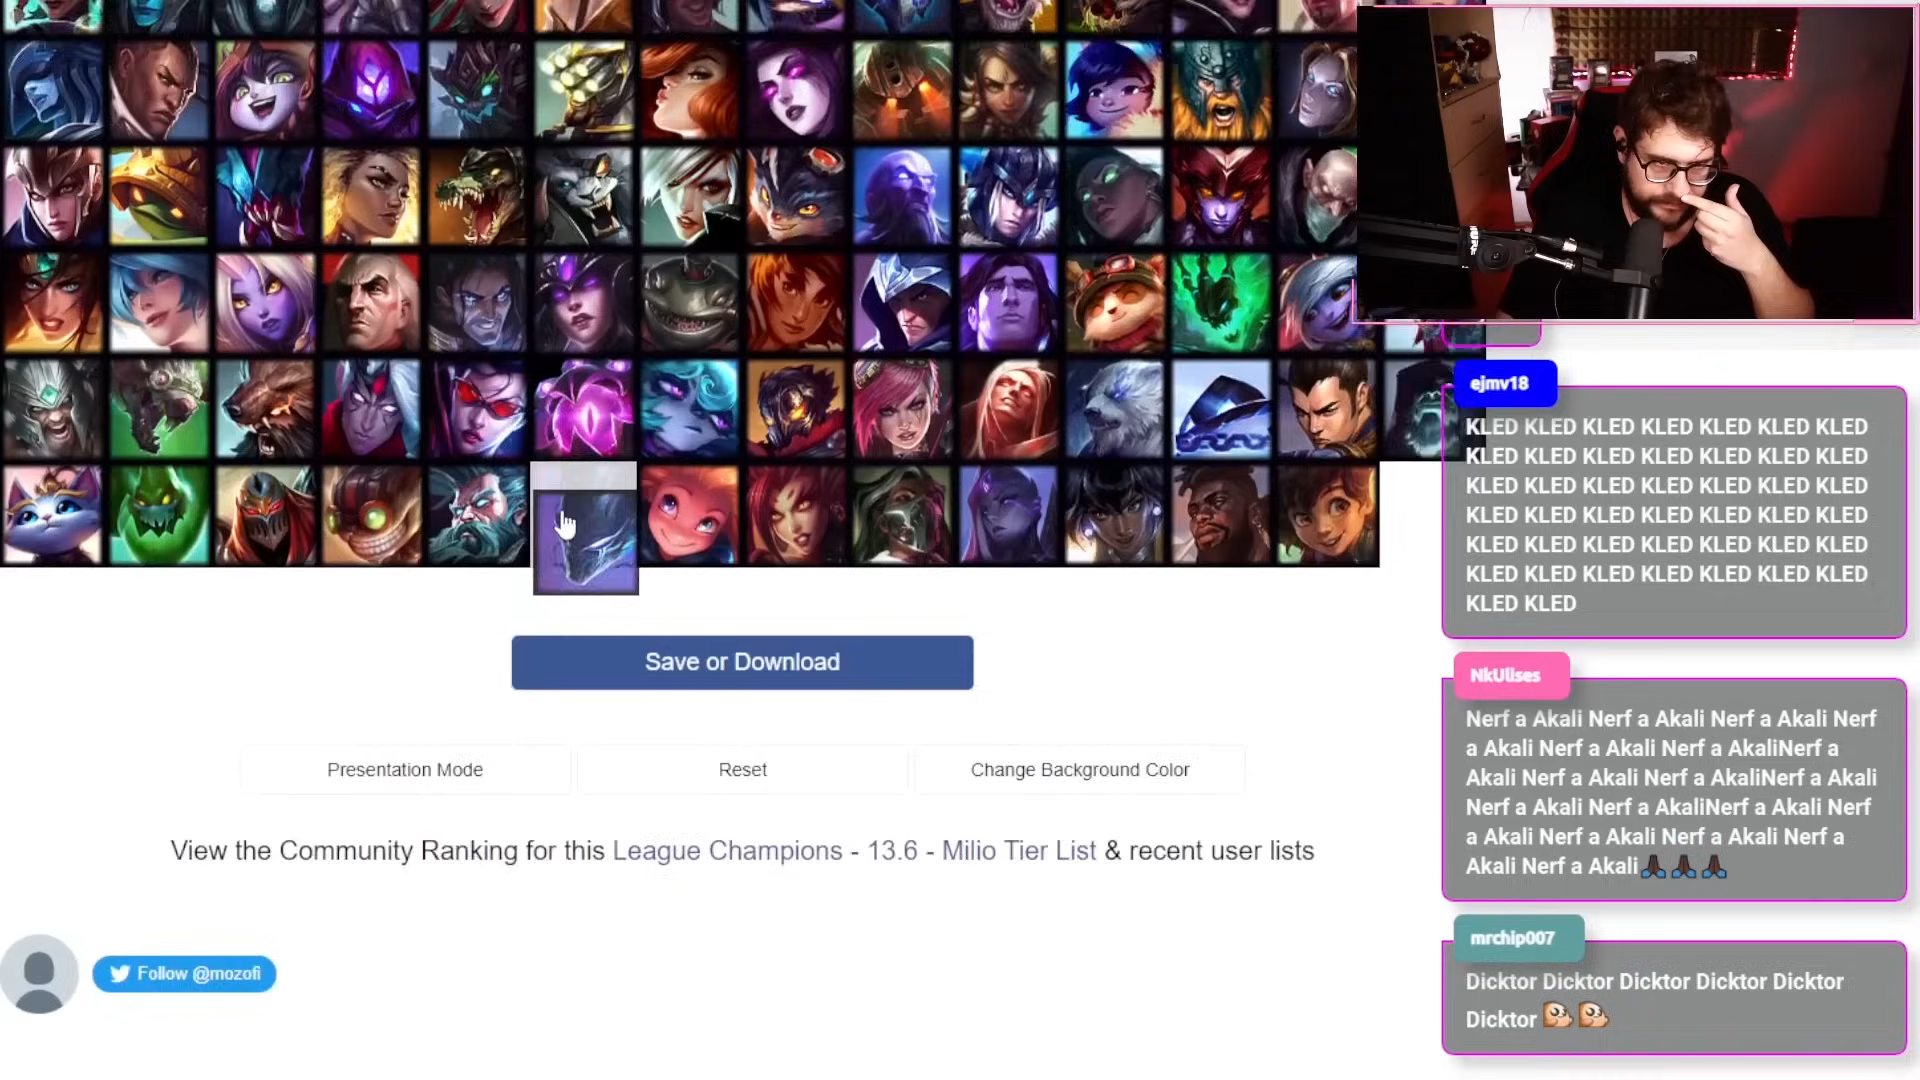 ejmv18
KLED KLED KLED KLED KLED KLED KLED
KLED KLED KLED KLED KLED KLED KLED
KLED KLED KLED KLED KLED KLED KLED
KLED KLED KLED KLED KLED KLED KLED
KLED KLED KLED KLED KLED KLED KLED
KLED KLED KLED KLED KLED KLED KLED
KLED KLED
Save or Download
NkUlises
Nerf a Akali Nerf a Akali Nerf a Akali Nerf
a Akali Nerf a Akali Nerf a AkaliNerf a
Akali Nerf a Akali Nerf a AkaliNerf a Akali
Nerf a Akali Nerf a AkaliNerf a Akali Nerf
a Akali Nerf a Akali Nerf a Akali Nerf a
Akali Nerf a Akali🙏🏿🙏🏿🙏🏿
Presentation Mode
Reset
Change Background Color
View the Community Ranking for this League Champions - 13.6 - Milio Tier List & recent user lists
Follow @mozofi
mrchip007
Dicktor Dicktor Dicktor Dicktor Dicktor
Dicktor